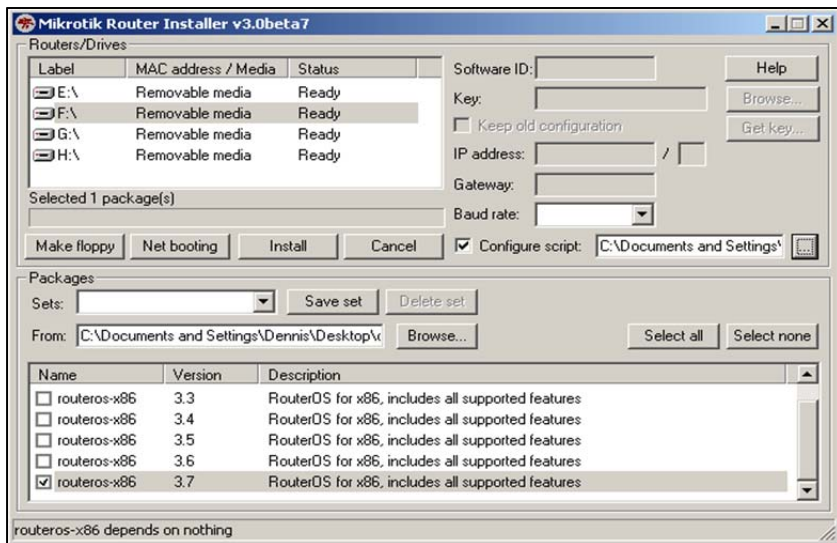 Mikrotik Router Installer v3.0beta7
Routers/Drives
Label MAC address / Media Status
E:\ Removable media Ready
F:\ Removable media Ready
G:\ Removable media Ready
H:\ Removable media Ready
Selected 1 package(s)
Make floppy Net booting Install Cancel
Software ID: Help
Key: Browse...
Keep old configuration Get key...
IP address: /
Gateway:
Baud rate:
Configure script: C:\Documents and Settings\ ...
Packages
Sets: Save set Delete set
From: C:\Documents and Settings\Dennis\Desktop\ Browse... Select all Select none
Name Version Description
routeros-x86 3.3 RouterOS for x86, includes all supported features
routeros-x86 3.4 RouterOS for x86, includes all supported features
routeros-x86 3.5 RouterOS for x86, includes all supported features
routeros-x86 3.6 RouterOS for x86, includes all supported features
routeros-x86 3.7 RouterOS for x86, includes all supported features
routeros-x86 depends on nothing